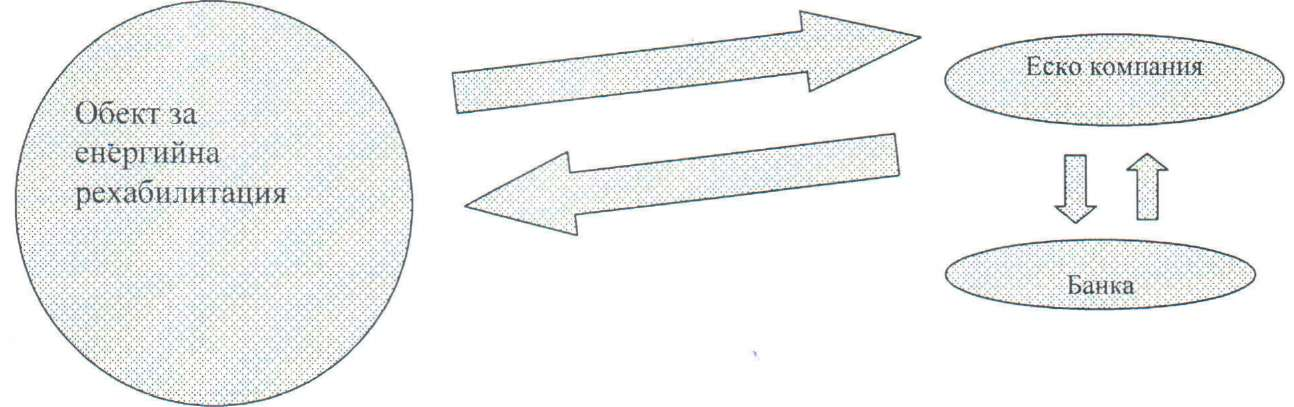 Обект за
енергийна
рехабилитация
Еско компания
Банка